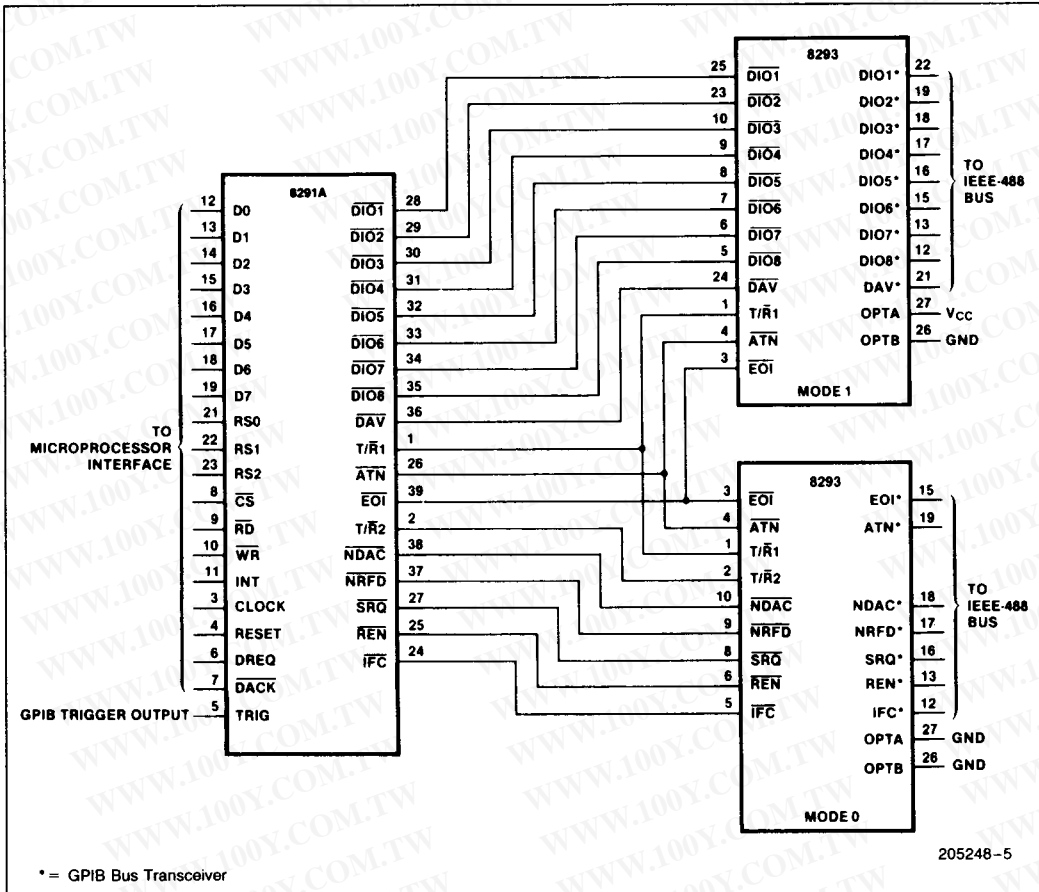 8291A
TO
MICROPROCESSOR
INTERFACE
12 D0
13 D1
14 D2
15 D3
16 D4
17 D5
18 D6
19 D7
21 RS0
22 RS1
23 RS2
8 CS
9 RD
10 WR
11 INT
3 CLOCK
4 RESET
6 DREQ
7 DACK
GPIB TRIGGER OUTPUT 5 TRIG
DIO1 28
DIO2 29
DIO3 30
DIO4 31
DIO5 32
DIO6 33
DIO7 34
DIO8 35
DAV 36
T/R1 1
ATN 26
EOI 39
T/R2 2
NDAC 38
NRFD 37
SRQ 27
REN 25
IFC 24
8293
25 DIO1 DIO1* 22
23 DIO2 DIO2* 19
10 DIO3 DIO3* 18
9 DIO4 DIO4* 17
8 DIO5 DIO5* 16
7 DIO6 DIO6* 15
6 DIO7 DIO7* 13
5 DIO8 DIO8* 12
24 DAV DAV* 21
1 T/R1 OPTA 27 VCC
4 ATN OPTB 26 GND
3 EOI
MODE 1
TO
IEEE-488
BUS
8293
3 EOI EOI* 15
4 ATN ATN* 19
1 T/R1
2 T/R2
10 NDAC NDAC* 18
9 NRFD NRFD* 17
8 SRQ SRQ* 16
6 REN REN* 13
5 IFC IFC* 12
OPTA 27 GND
OPTB 26 GND
MODE 0
TO
IEEE-488
BUS
205248-5
* = GPIB Bus Transceiver
WWW.100Y.COM.TW